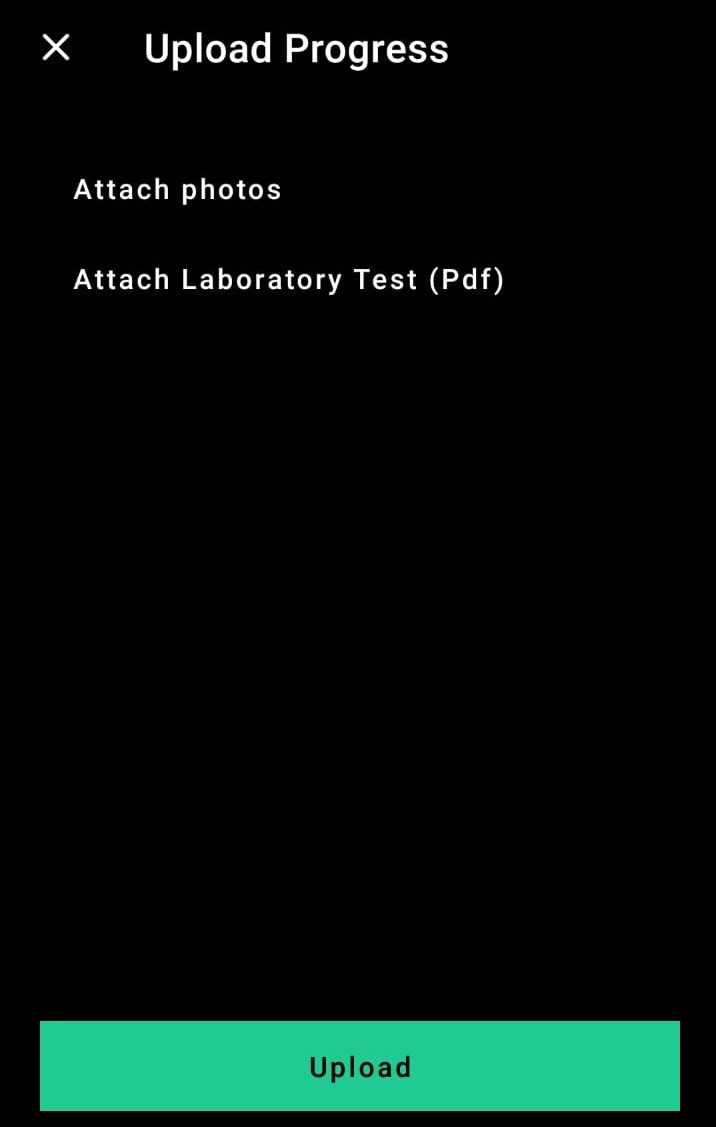 Upload Progress
Attach photos
Attach Laboratory Test (Pdf)
Upload